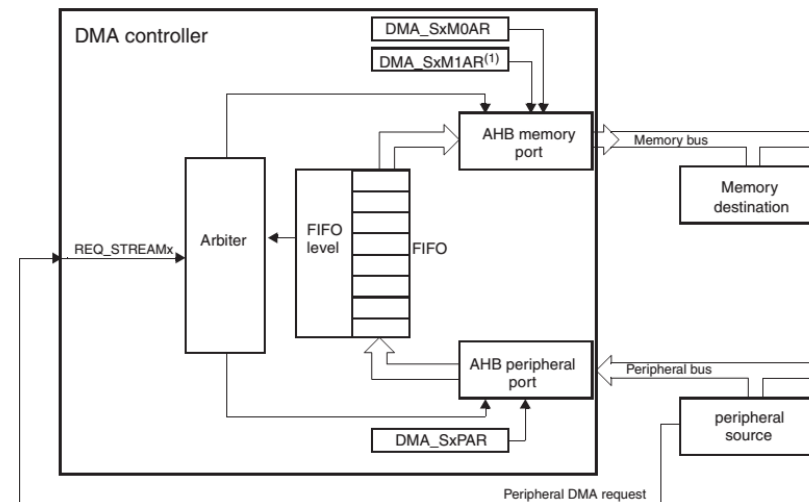 DMA controller
DMA_SxM0AR
DMA_SxM1AR(1)
AHB memory
port
Memory bus
Memory
destination
REQ_STREAMx
Arbiter
FIFO
level
FIFO
AHB peripheral
port
Peripheral bus
DMA_SxPAR
peripheral
source
Peripheral DMA request